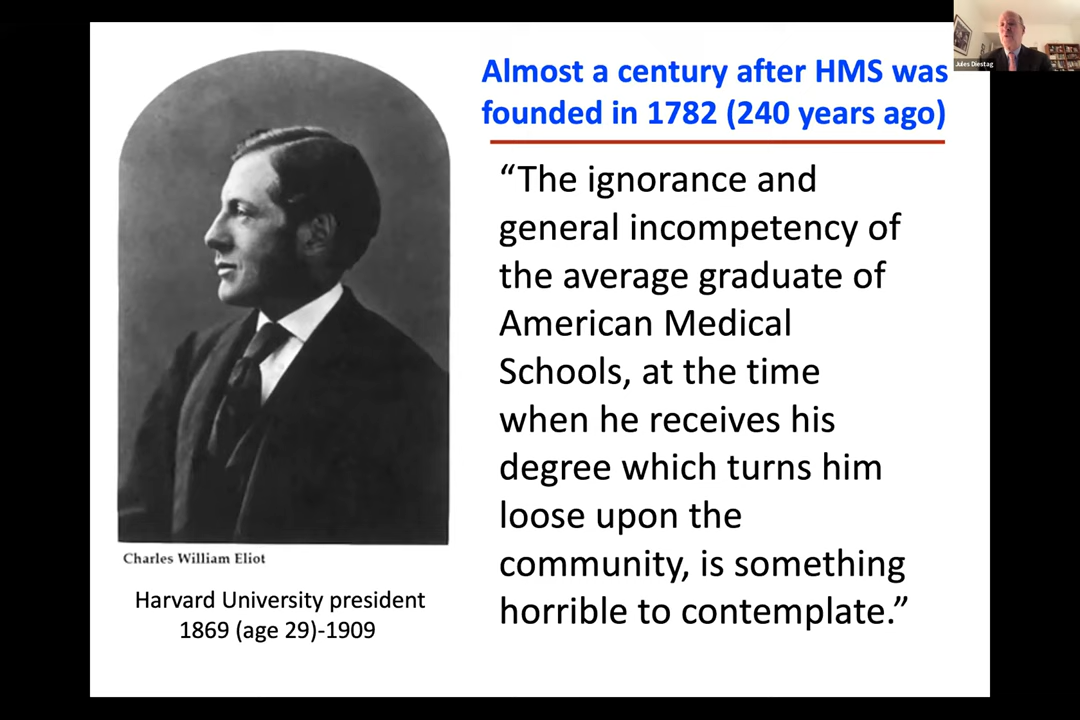 Almost a century after HMS was
founded in 1782 (240 years ago)
“The ignorance and
general incompetency of
the average graduate of
American Medical
Schools, at the time
when he receives his
degree which turns him
loose upon the
community, is something
horrible to contemplate.”
Charles William Eliot
Harvard University president
1869 (age 29)-1909
Jules Dienstag